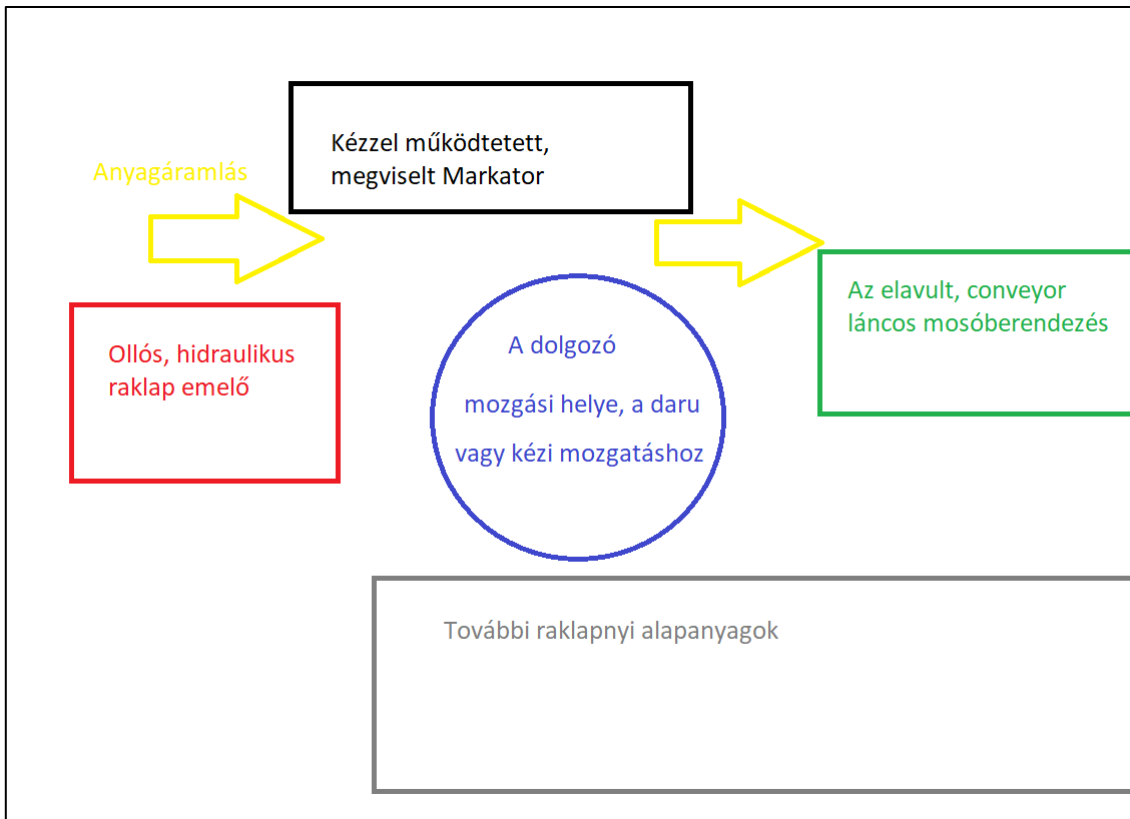 Kézzel működtetett,
megviselt Markator
Anyagáramlás
Az elavult, conveyor
láncos mosóberendezés
Ollós, hidraulikus
raklap emelő
A dolgozó
mozgási helye, a daru
vagy kézi mozgatáshoz
További raklapnyi alapanyagok